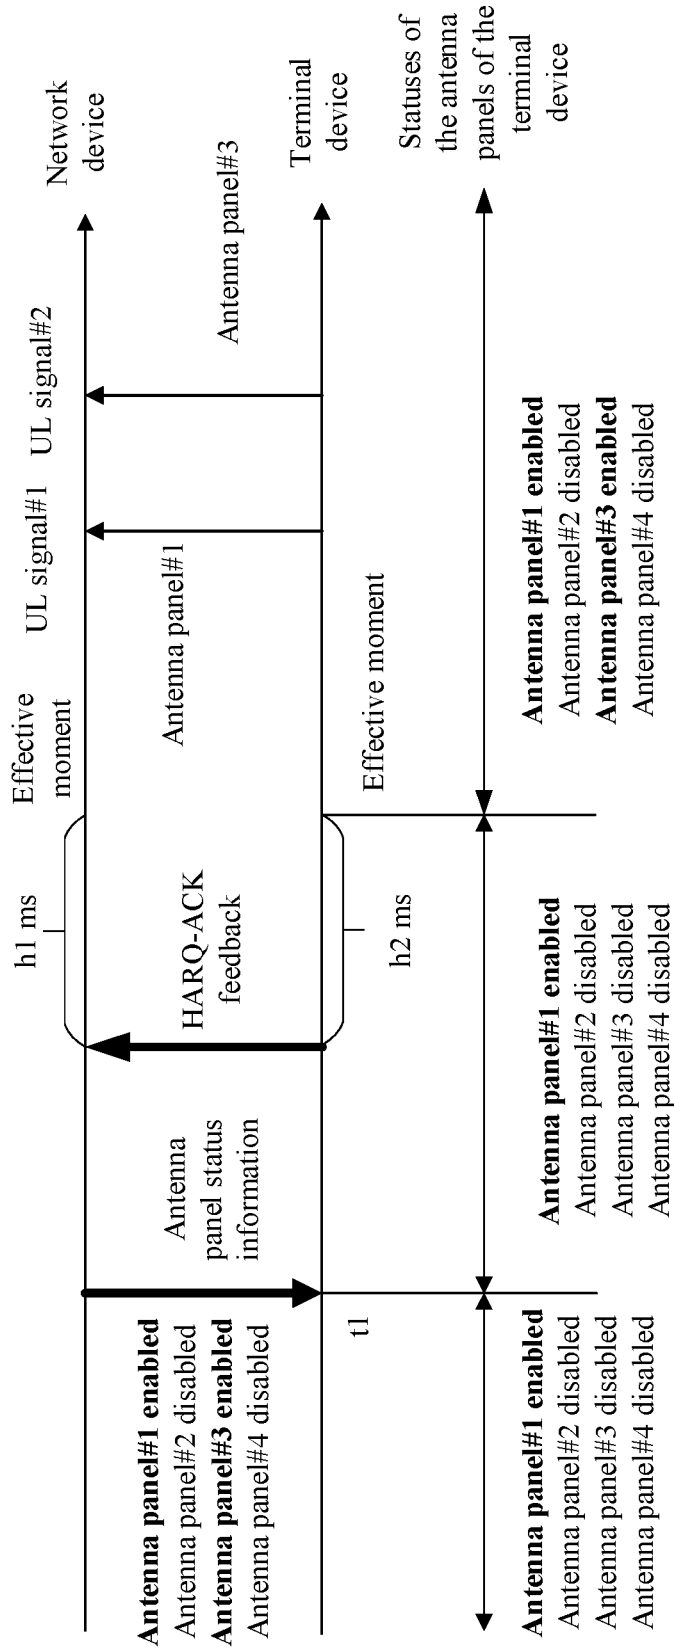 Network
device
Terminal
device
Statuses of
the antenna
panels of the
terminal
device
Antenna panel#1 enabled
Antenna panel#2 disabled
Antenna panel#3 enabled
Antenna panel#4 disabled
t1
Antenna
panel status
information
HARQ-ACK
feedback
h1 ms
h2 ms
Effective
moment
Effective moment
UL signal#1
UL signal#2
Antenna panel#1
Antenna panel#3
Antenna panel#1 enabled
Antenna panel#2 disabled
Antenna panel#3 disabled
Antenna panel#4 disabled
Antenna panel#1 enabled
Antenna panel#2 disabled
Antenna panel#3 disabled
Antenna panel#4 disabled
Antenna panel#1 enabled
Antenna panel#2 disabled
Antenna panel#3 enabled
Antenna panel#4 disabled